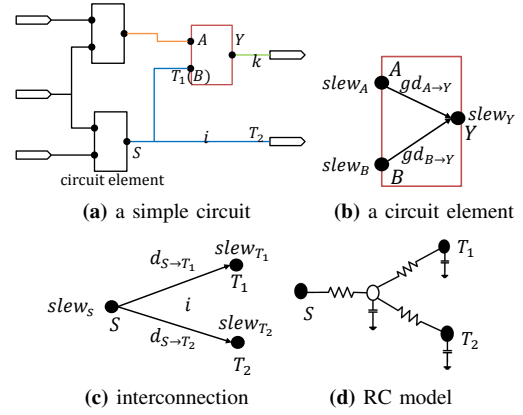 A
Y
k
T₁(B)
S
i
T₂
circuit element
(a) a simple circuit
slew_A
A
gd_{A→Y}
slew_Y
Y
gd_{B→Y}
slew_B
B
(b) a circuit element
d_{S→T₁}
slew_{T₁}
T₁
slew_s
S
i
slew_{T₂}
d_{S→T₂}
T₂
(c) interconnection
T₁
S
T₂
(d) RC model